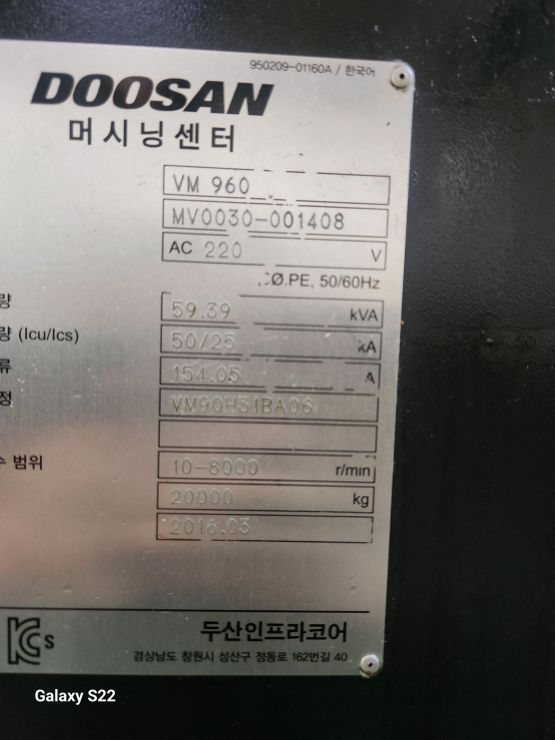 950209-01160A / 한국어
DOOSAN
머시닝센터
VM 960
MV0030-001408
AC 220 V
Ø.PE, 50/60Hz
량 59.39 kVA
량 (Icu/Ics) 50/25 kA
류 154.05 A
정
범위 10-8000 r/min
20000 kg
2016.03
KCs 두산인프라코어
경상남도 창원시 성산구 정동로 162번길 40
Galaxy S22